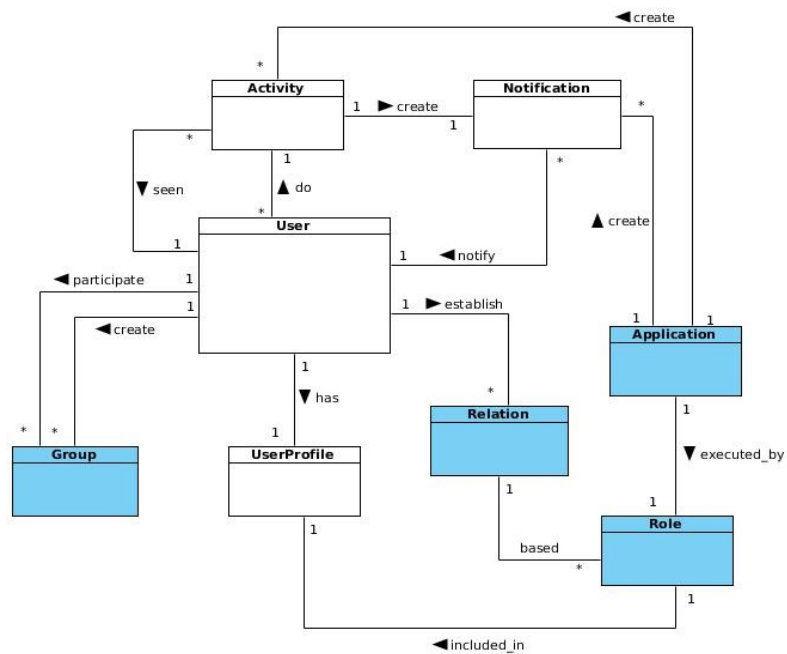 create
*
Activity
Notification
1 create
1
*
*
seen
1
do
*
*
create
User
1
1
notify
participate
1
1
establish
create
1
1
1
Application
1
has
*
Relation
1
executed_by
* *
1
Group
UserProfile
1
1
Role
1
based
*
1
included_in